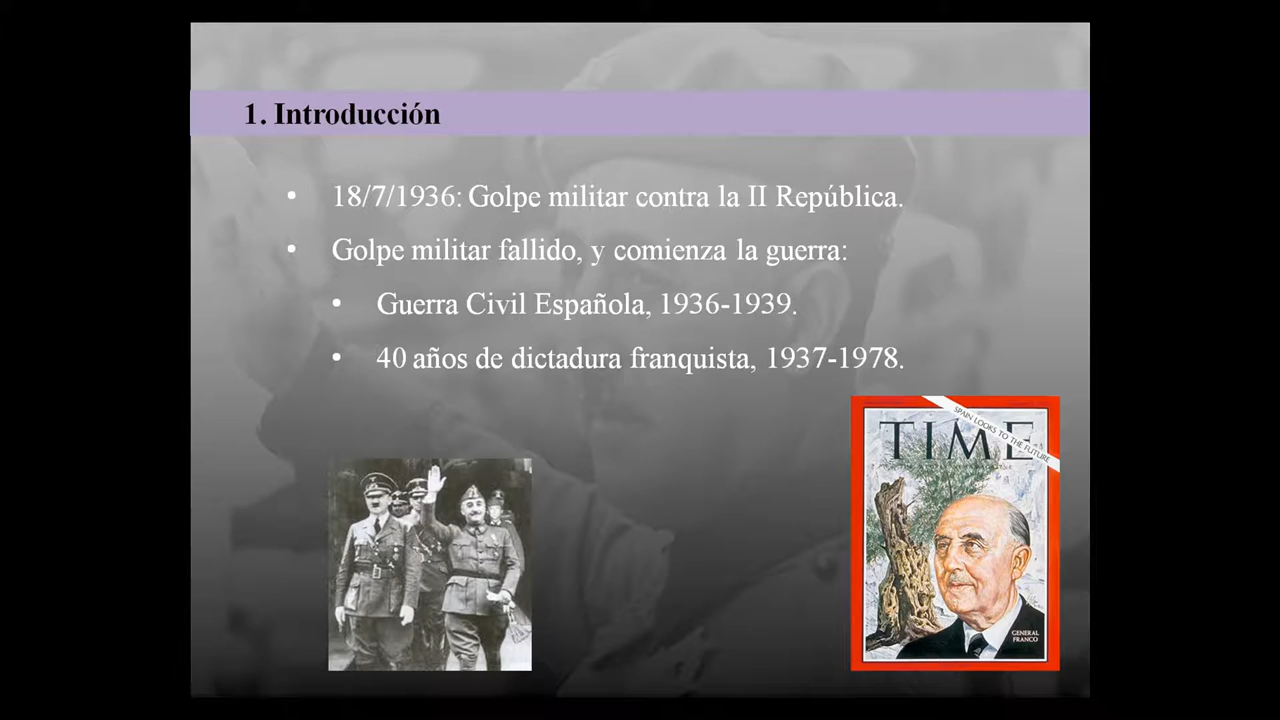 1. Introducción
• 18/7/1936: Golpe militar contra la II República.
• Golpe militar fallido, y comienza la guerra:
• Guerra Civil Española, 1936-1939.
• 40 años de dictadura franquista, 1937-1978.
SPAIN LOOKS TO THE FUTURE
TIME
GENERAL
FRANCO